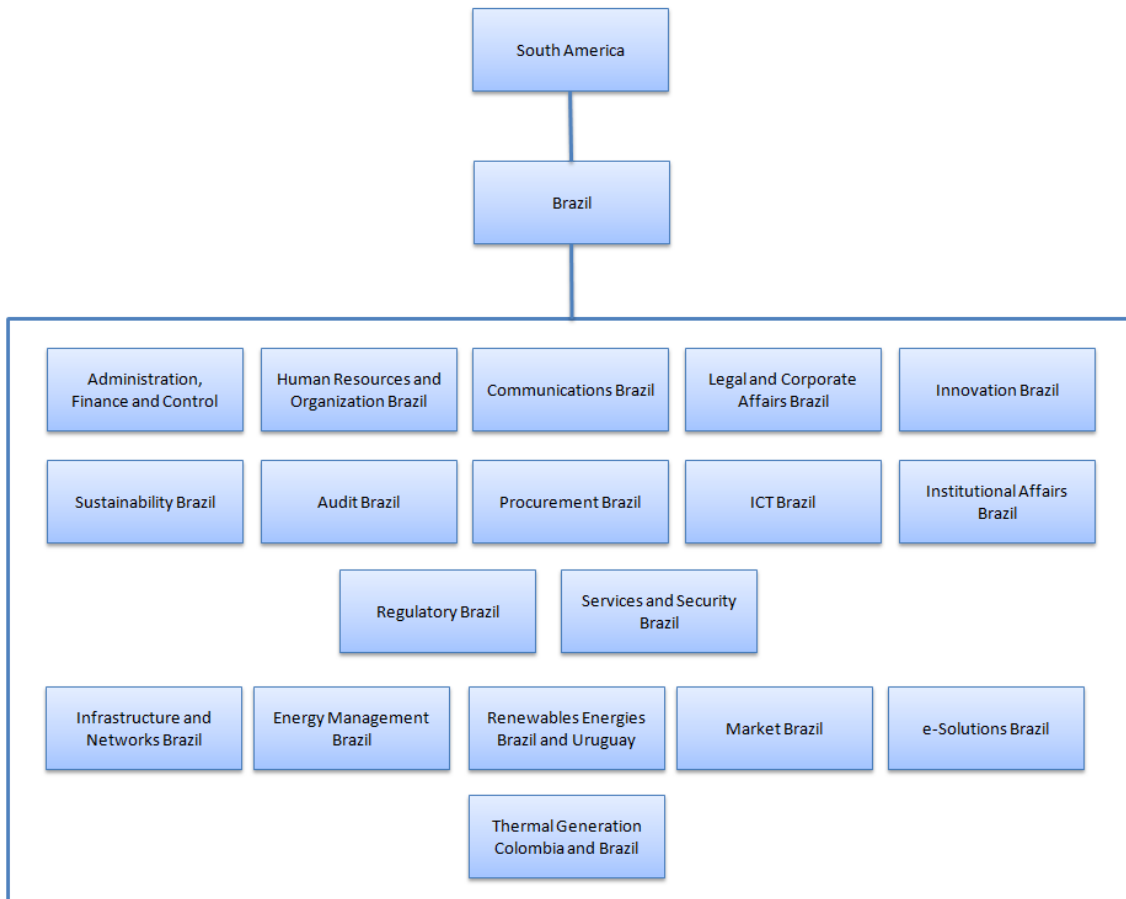 South America
Brazil
Administration,
Finance and Control
Human Resources and
Organization Brazil
Communications Brazil
Legal and Corporate
Affairs Brazil
Innovation Brazil
Sustainability Brazil
Audit Brazil
Procurement Brazil
ICT Brazil
Institutional Affairs
Brazil
Regulatory Brazil
Services and Security
Brazil
Infrastructure and
Networks Brazil
Energy Management
Brazil
Renewables Energies
Brazil and Uruguay
Market Brazil
e-Solutions Brazil
Thermal Generation
Colombia and Brazil